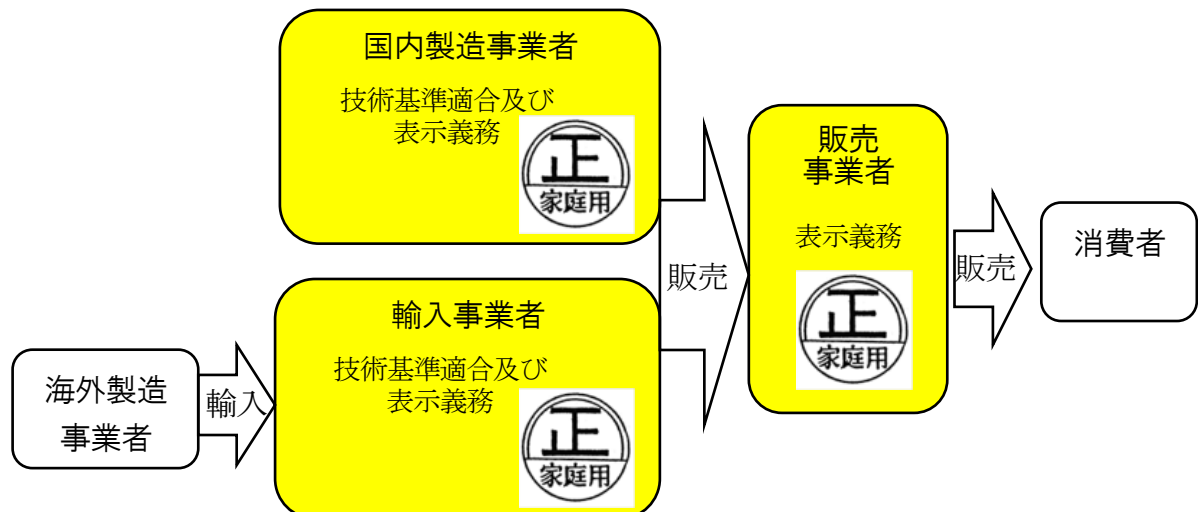 国内製造事業者
技術基準適合及び
表示義務
正
家庭用
輸入事業者
技術基準適合及び
表示義務
正
家庭用
海外製造
事業者
輸入
販売
販売
事業者
表示義務
正
家庭用
販売
消費者